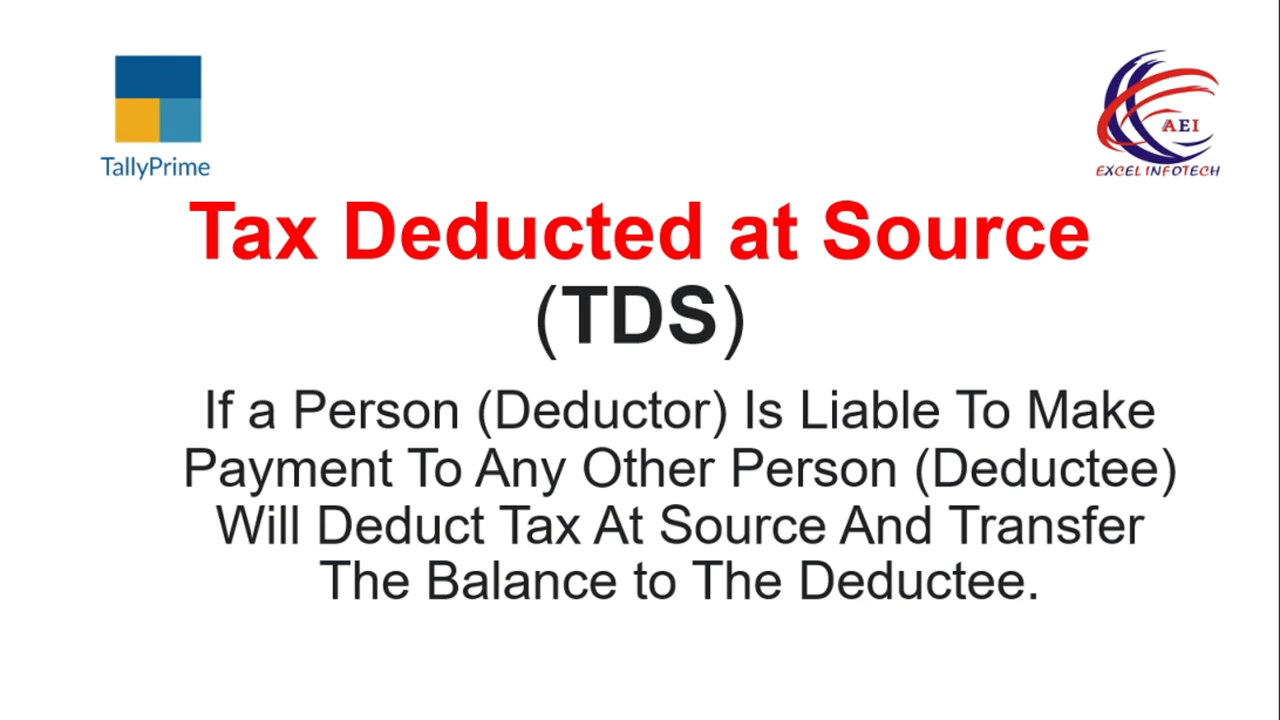 TallyPrime
AEI
EXCEL INFOTECH
Tax Deducted at Source
(TDS)
If a Person (Deductor) Is Liable To Make
Payment To Any Other Person (Deductee)
Will Deduct Tax At Source And Transfer
The Balance to The Deductee.